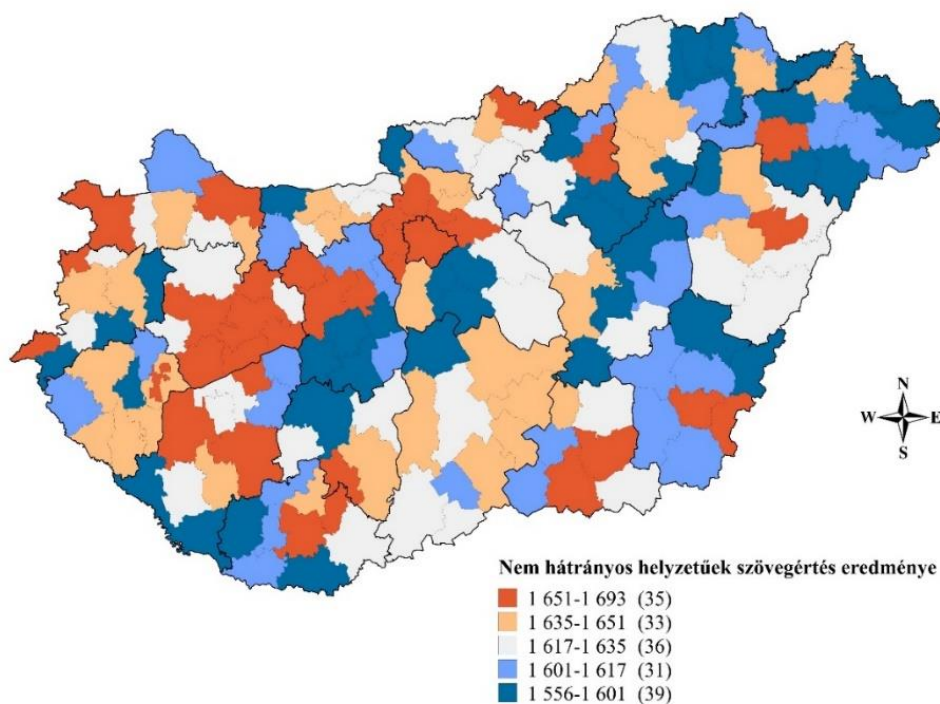 N
W E
S
Nem hátrányos helyzetűek szövegértés eredménye
1 651-1 693 (35)
1 635-1 651 (33)
1 617-1 635 (36)
1 601-1 617 (31)
1 556-1 601 (39)